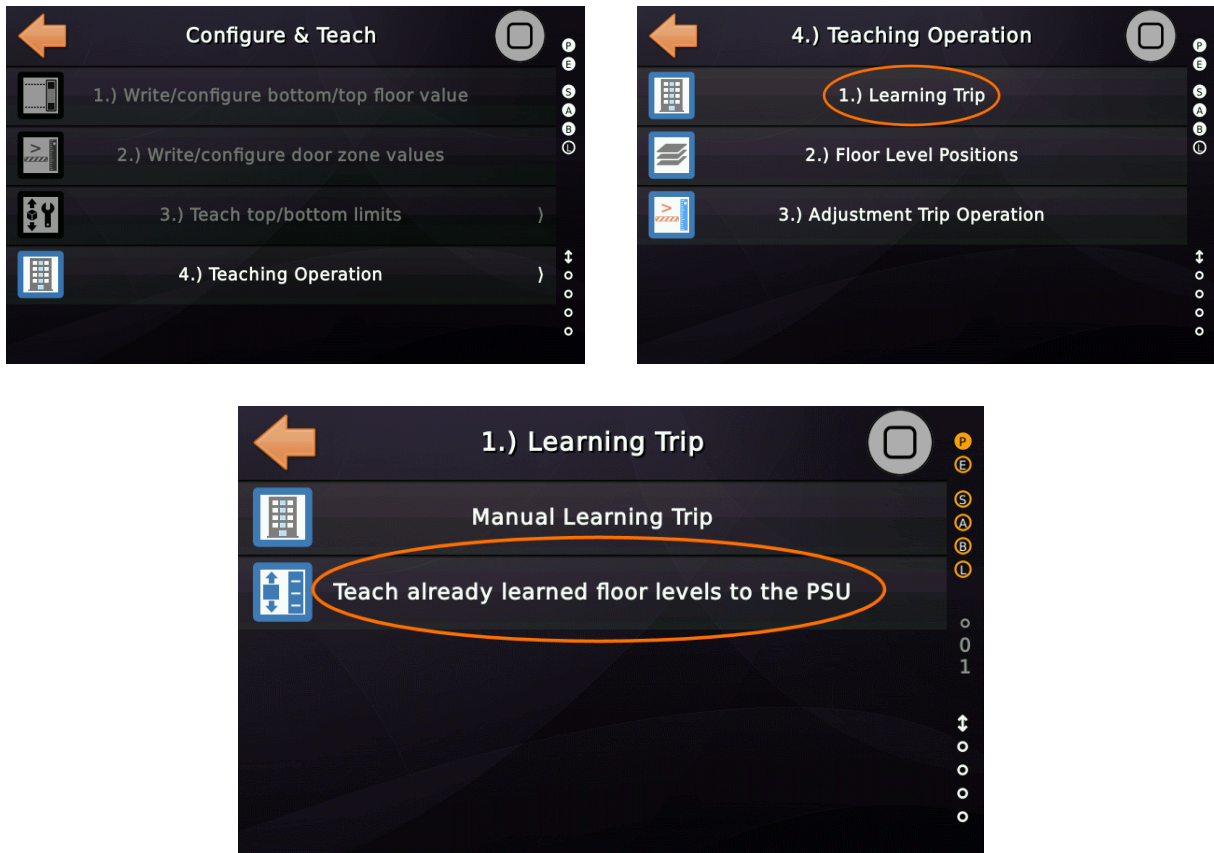 Configure & Teach
1.) Write/configure bottom/top floor value
2.) Write/configure door zone values
3.) Teach top/bottom limits
4.) Teaching Operation
P
E
S
A
B
L
4.) Teaching Operation
1.) Learning Trip
2.) Floor Level Positions
3.) Adjustment Trip Operation
P
E
S
A
B
L
1.) Learning Trip
Manual Learning Trip
Teach already learned floor levels to the PSU
P
E
S
A
B
L
0
1